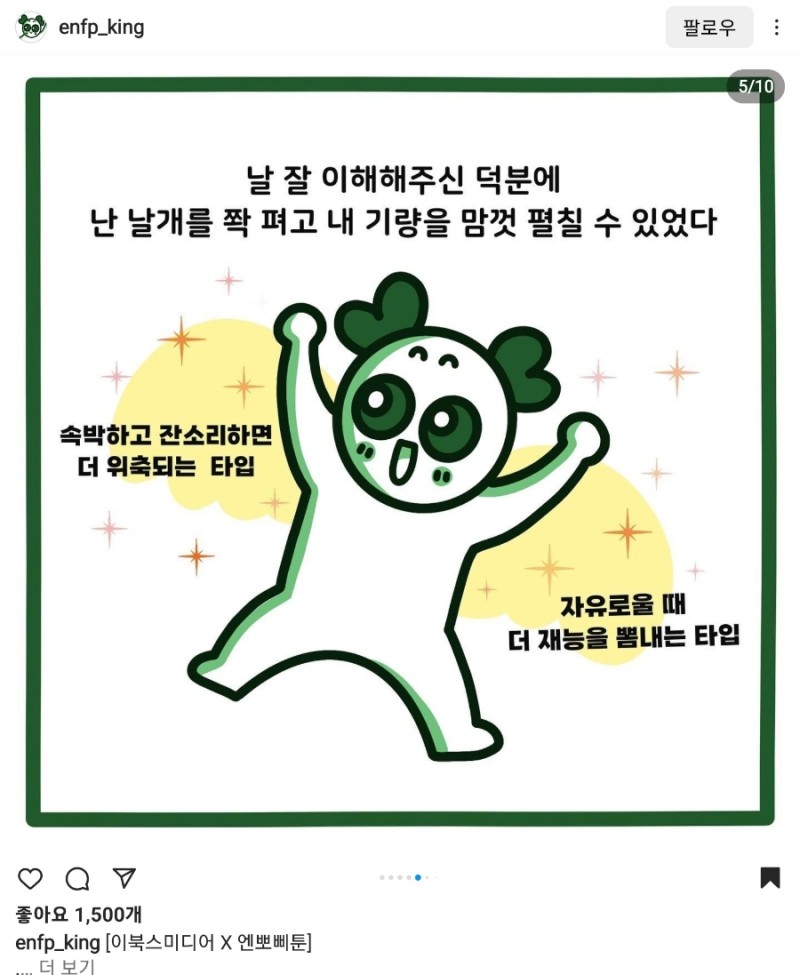 enfp_king
팔로우
5/10
날 잘 이해해주신 덕분에
난 날개를 쫙 펴고 내 기량을 맘껏 펼칠 수 있었다
속박하고 잔소리하면
더 위축되는 타입
자유로울 때
더 재능을 뽐내는 타입
좋아요 1,500개
enfp_king [이북스미디어 X 엔뽀삐툰]
.... 더 보기